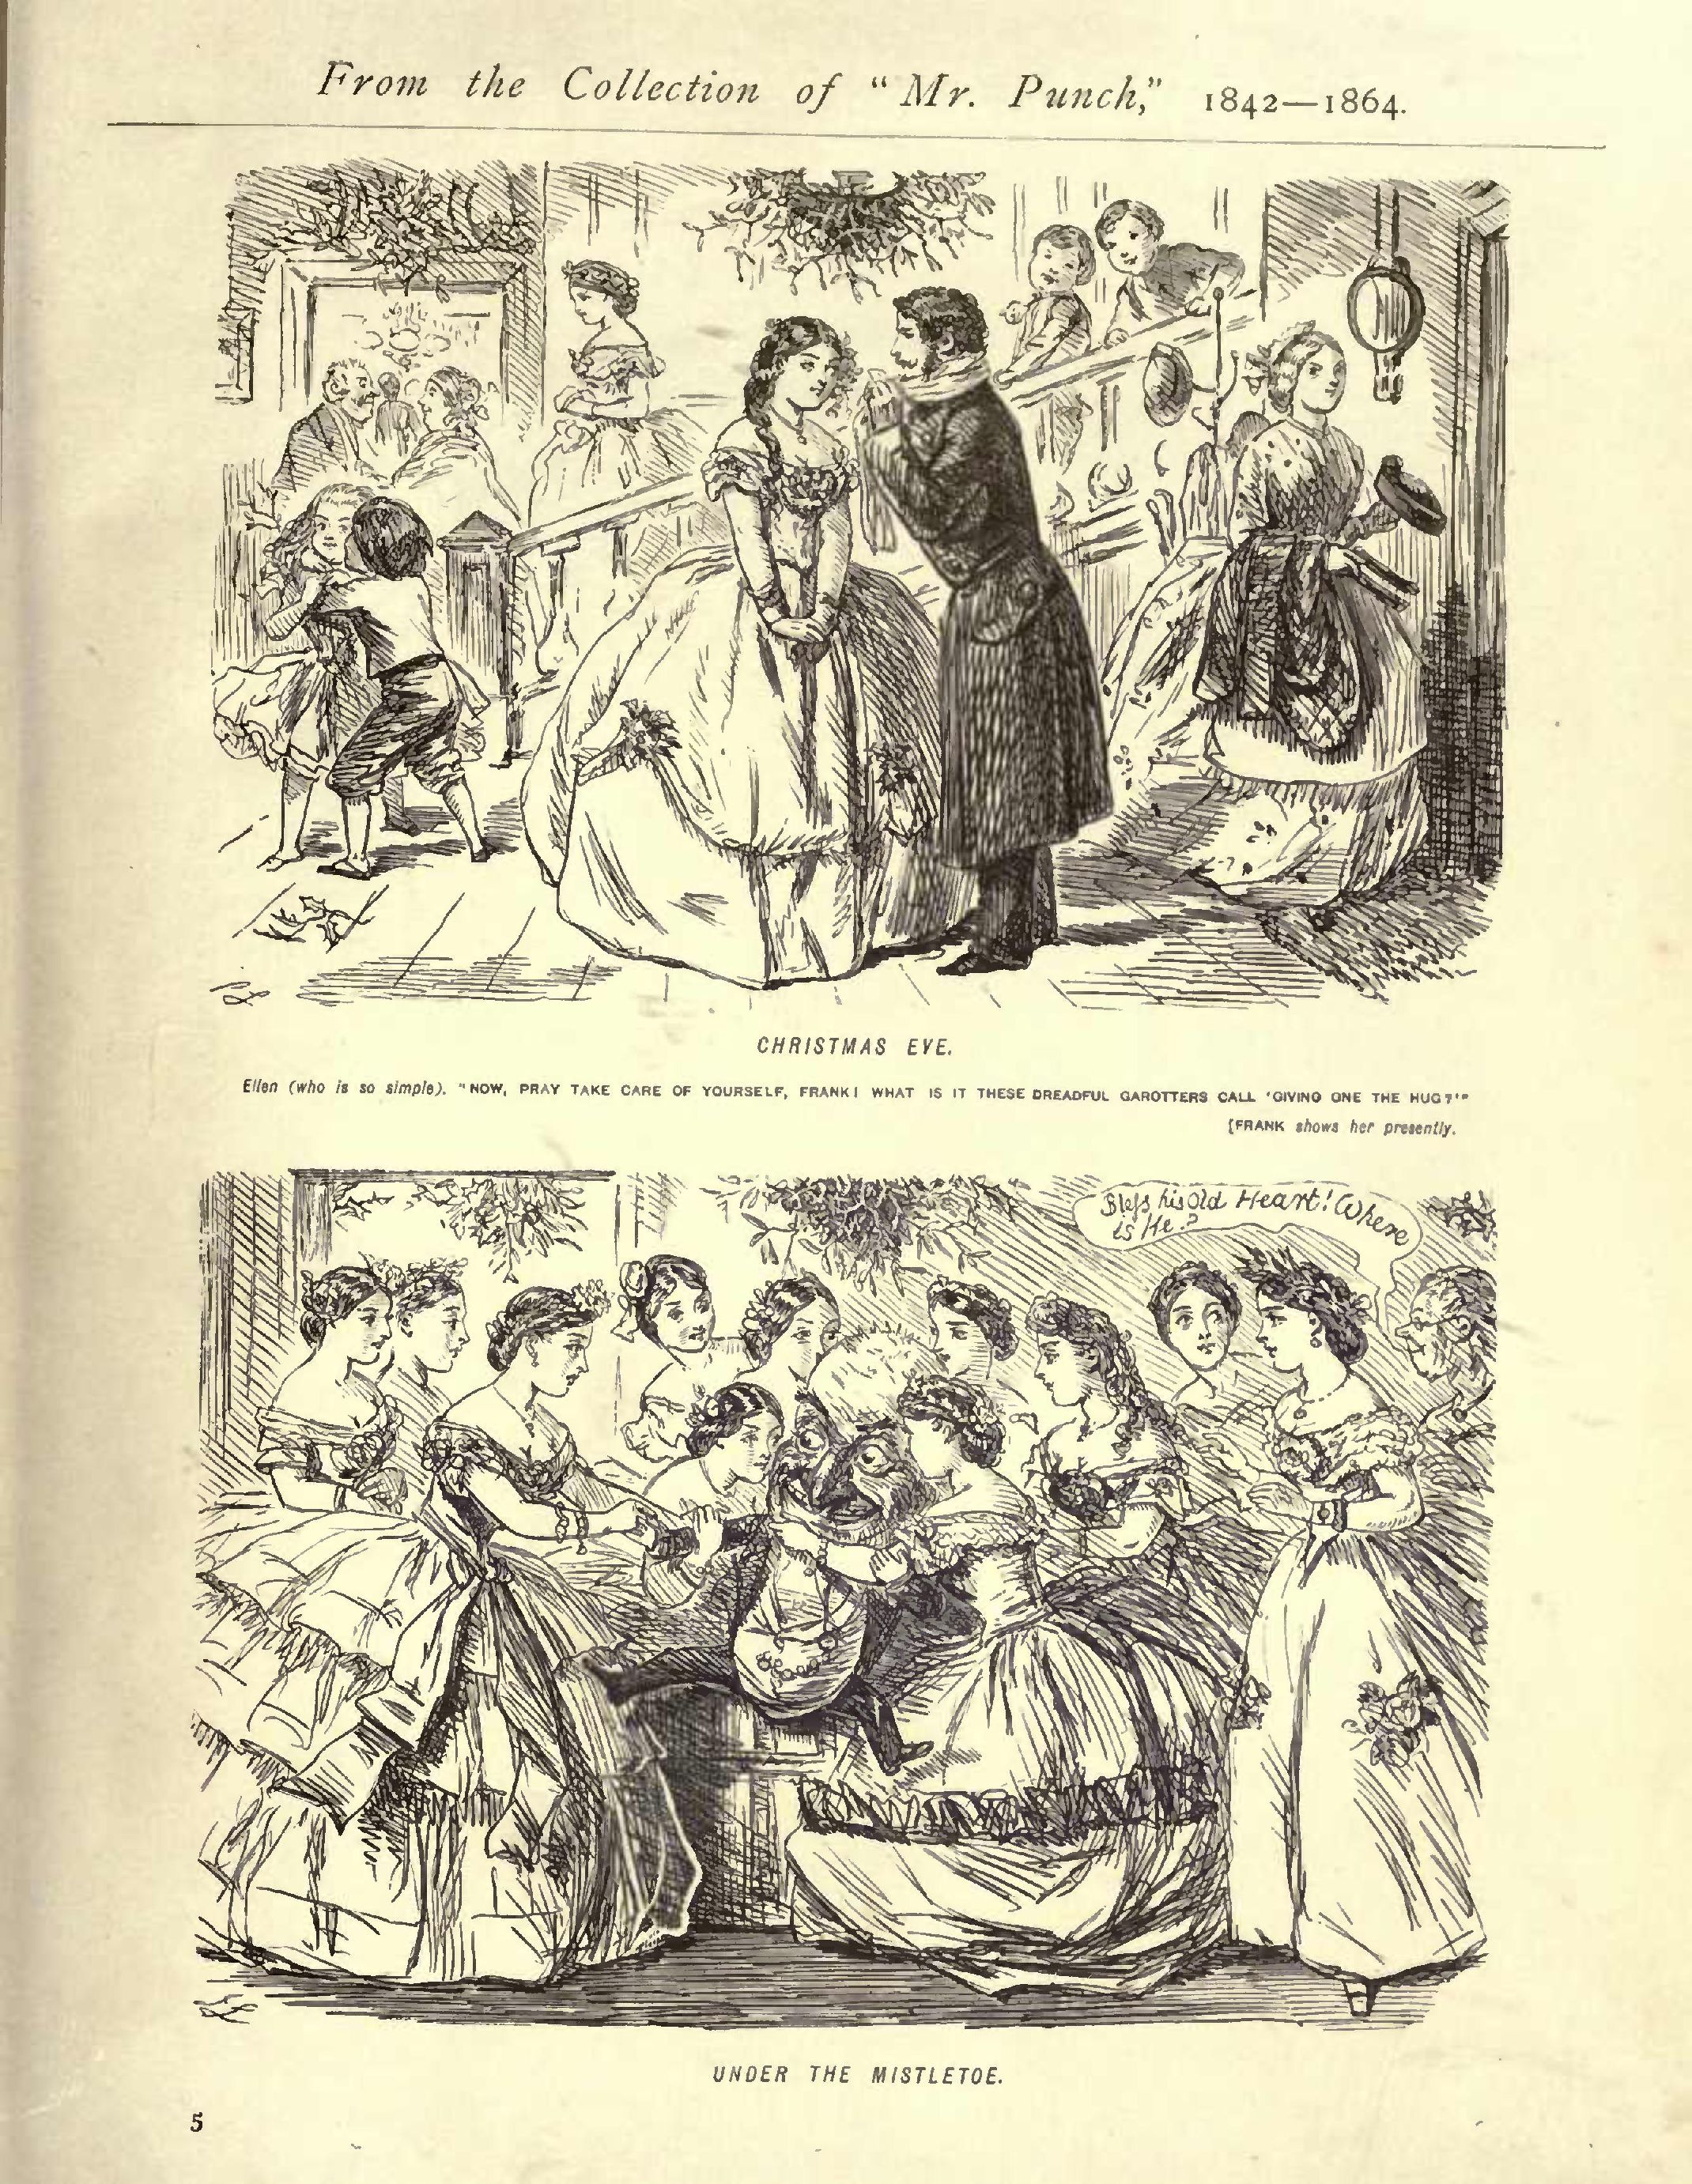 From the Collection of “Mr. Punch,” 1842—1864.
CHRISTMAS EVE.
Ellen (who is so simple). “NOW, PRAY TAKE CARE OF YOURSELF, FRANK! WHAT IS IT THESE DREADFUL GAROTTERS CALL ‘GIVING ONE THE HUG?’”
[FRANK shows her presently.
Bless his Old Heart! Where
is He?
UNDER THE MISTLETOE.
5